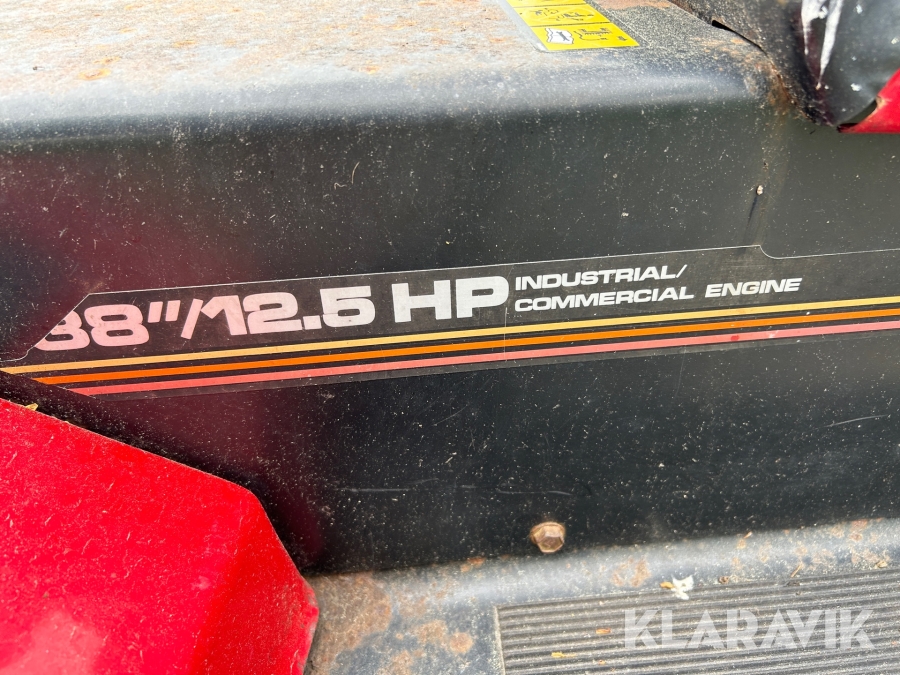 38"/12.5 HP INDUSTRIAL/
COMMERCIAL ENGINE
KLARAVIK